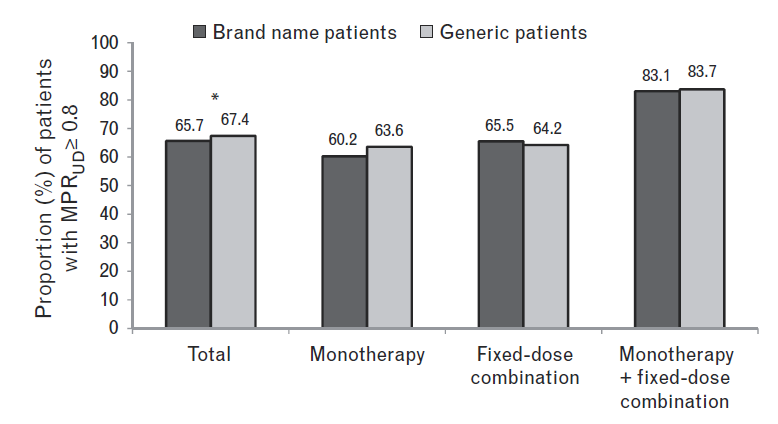 Brand name patients Generic patients
Proportion (%) of patients
with MPRUD≥ 0.8
100
90
80
70
60
50
40
30
20
10
0
*
65.7 67.4
60.2 63.6
65.5 64.2
83.1 83.7
Total
Monotherapy
Fixed-dose
combination
Monotherapy
+ fixed-dose
combination